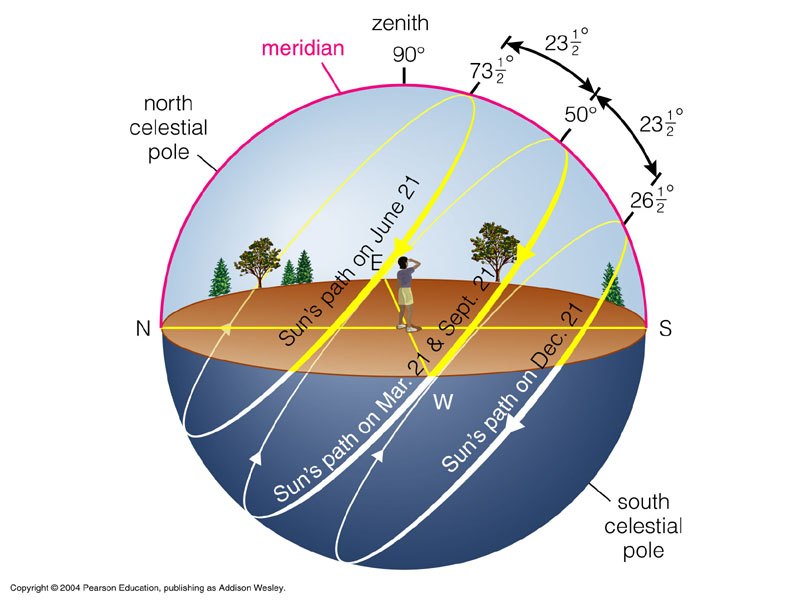 zenith
90°
meridian
73½°
23½°
north
celestial
pole
50°
23½°
26½°
E
Sun's path on June 21
N
S
W
Sun's path on Mar. 21 & Sept. 21
Sun's path on Dec. 21
south
celestial
pole
Copyright © 2004 Pearson Education, publishing as Addison Wesley.